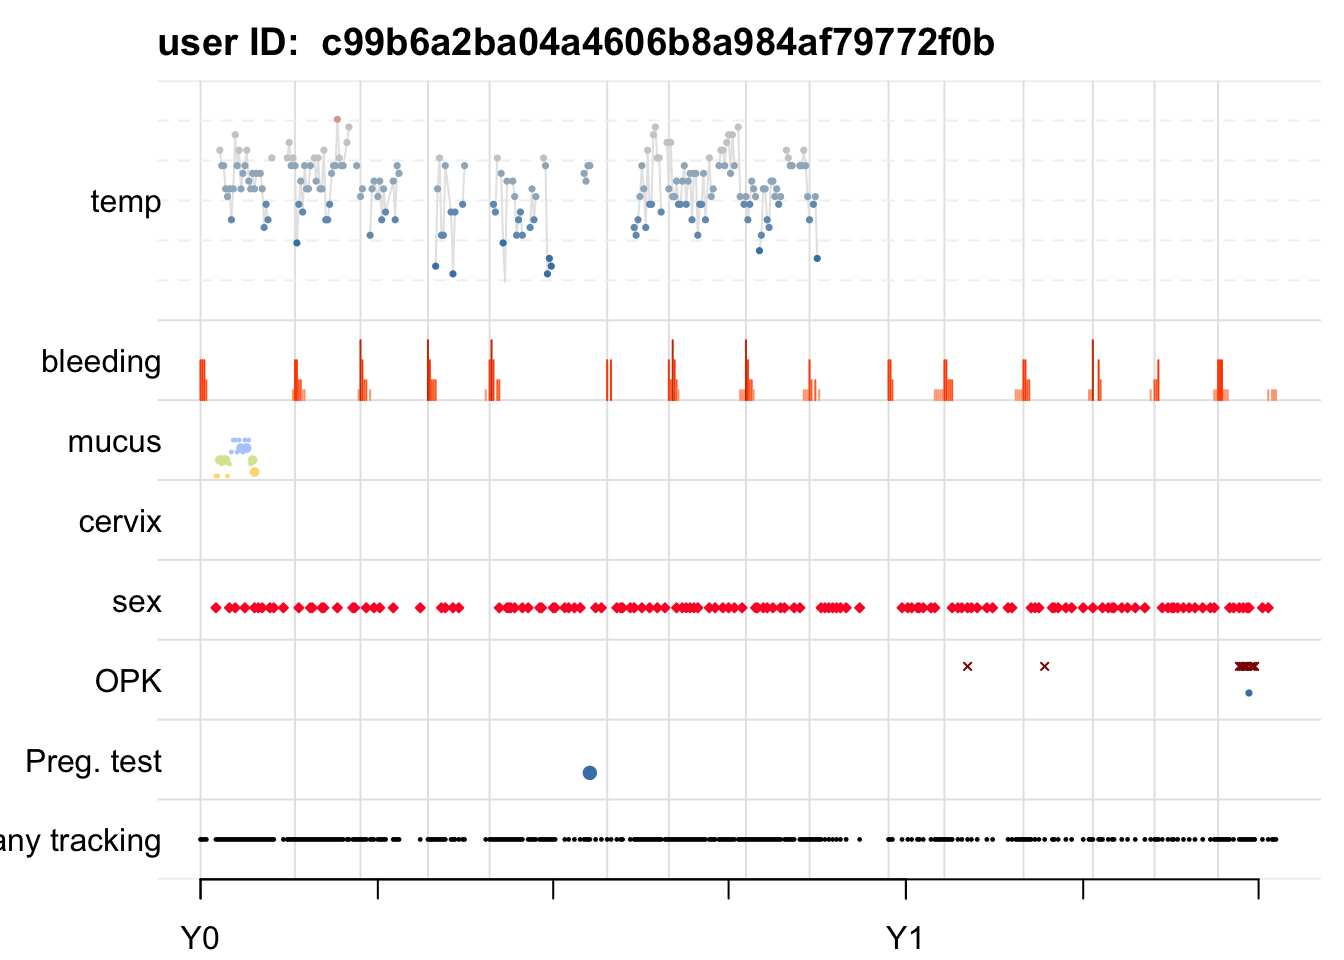 user ID:  c99b6a2ba04a4606b8a984af79772f0b
temp
bleeding
mucus
cervix
sex
OPK
Preg. test
any tracking
Y0
Y1